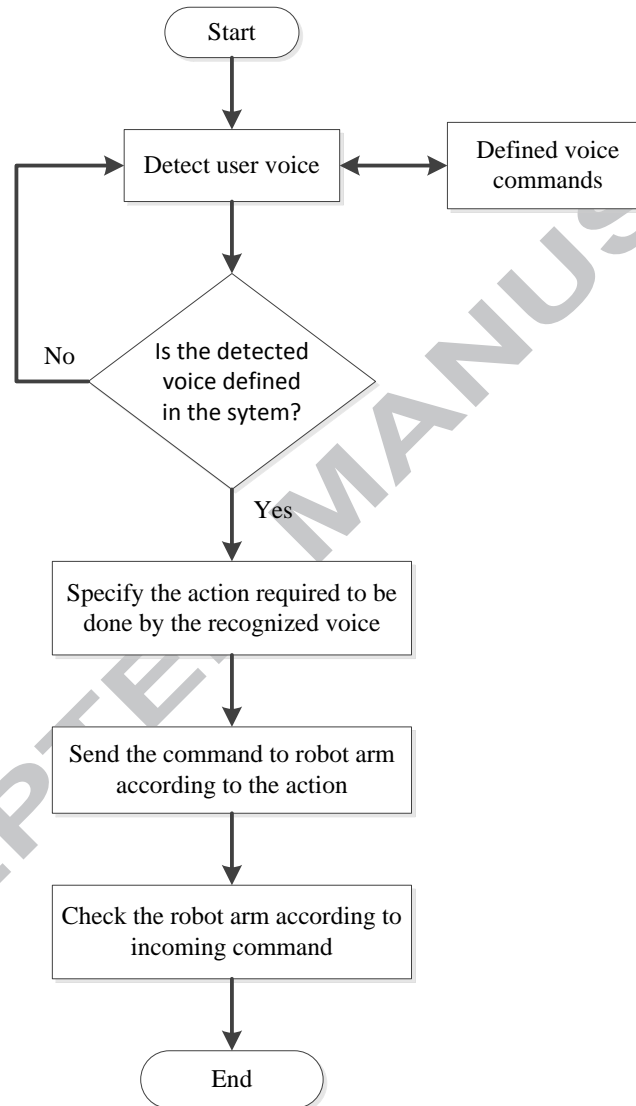 Start
Detect user voice
Defined voice
commands
Is the detected
voice defined
in the sytem?
No
Yes
Specify the action required to be
done by the recognized voice
Send the command to robot arm
according to the action
Check the robot arm according to
incoming command
End